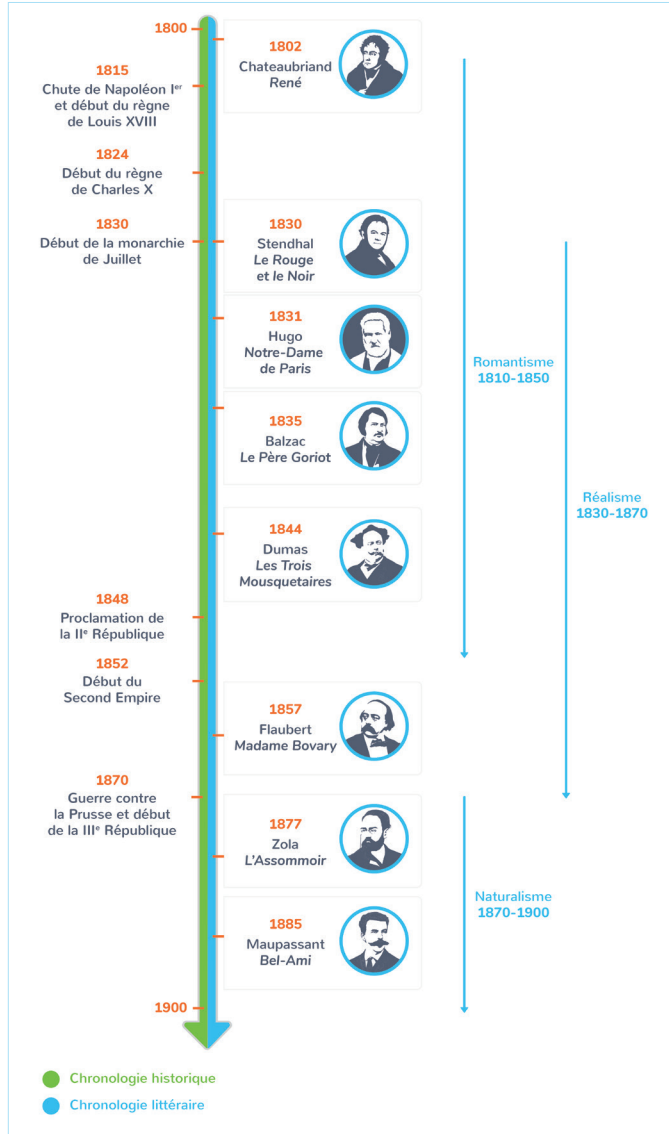 1800
1802
Chateaubriand
René
1815
Chute de Napoléon Iᵉʳ
et début du règne
de Louis XVIII
1824
Début du règne
de Charles X
1830
Début de la monarchie
de Juillet
1830
Stendhal
Le Rouge
et le Noir
1831
Hugo
Notre-Dame
de Paris
Romantisme
1810-1850
1835
Balzac
Le Père Goriot
Réalisme
1830-1870
1844
Dumas
Les Trois
Mousquetaires
1848
Proclamation de
la IIᵉ République
1852
Début du
Second Empire
1857
Flaubert
Madame Bovary
1870
Guerre contre
la Prusse et début
de la IIIᵉ République
1877
Zola
L'Assommoir
Naturalisme
1870-1900
1885
Maupassant
Bel-Ami
1900
Chronologie historique
Chronologie littéraire